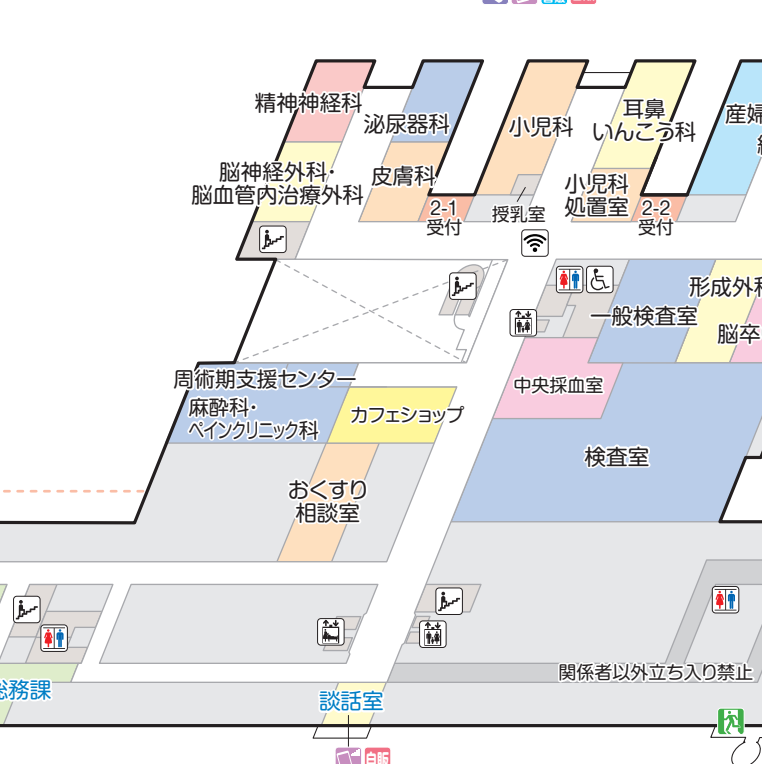 精神神経科
泌尿器科
小児科
耳鼻
いんこう科
産婦
脳神経外科・
脳血管内治療外科
皮膚科
小児科
処置室
2-1
受付
授乳室
2-2
受付
形成外科
一般検査室
脳卒
周術期支援センター
麻酔科・
ペインクリニック科
カフェショップ
中央採血室
検査室
おくすり
相談室
関係者以外立ち入り禁止
総務課
談話室
自販